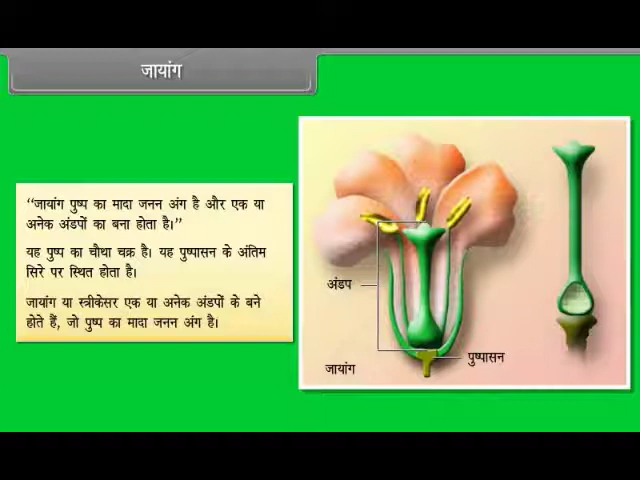 जायांग
“जायांग पुष्प का मादा जनन अंग है और एक या
अनेक अंडपों का बना होता है।”
यह पुष्प का चौथा चक्र है। यह पुष्पासन के अंतिम
सिरे पर स्थित होता है।
जायांग या स्त्रीकेसर एक या अनेक अंडपों के बने
होते हैं, जो पुष्प का मादा जनन अंग है।
अंडप
पुष्पासन
जायांग